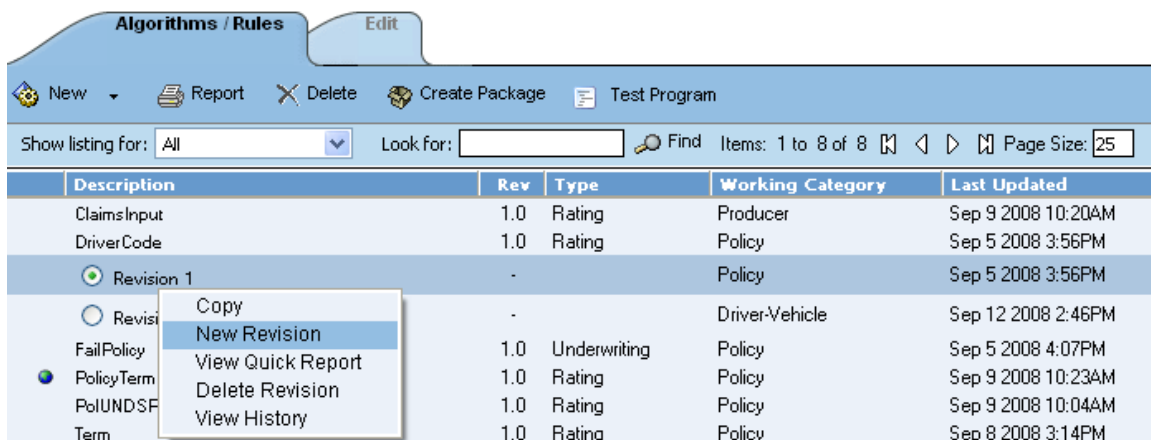 Algorithms / Rules Edit
New Report Delete Create Package Test Program
Show listing for: All Look for: Find Items: 1 to 8 of 8 Page Size: 25
Description Rev Type Working Category Last Updated
ClaimsInput 1.0 Rating Producer Sep 9 2008 10:20AM
DriverCode 1.0 Rating Policy Sep 5 2008 3:56PM
Revision 1 - Policy Sep 5 2008 3:56PM
Revisi - Driver-Vehicle Sep 12 2008 2:46PM
FailPolicy 1.0 Underwriting Policy Sep 5 2008 4:07PM
PolicyTerm 1.0 Rating Policy Sep 9 2008 10:23AM
PolUNDSF 1.0 Rating Policy Sep 9 2008 10:04AM
Term 1.0 Rating Policy Sep 8 2008 3:14PM
Copy
New Revision
View Quick Report
Delete Revision
View History